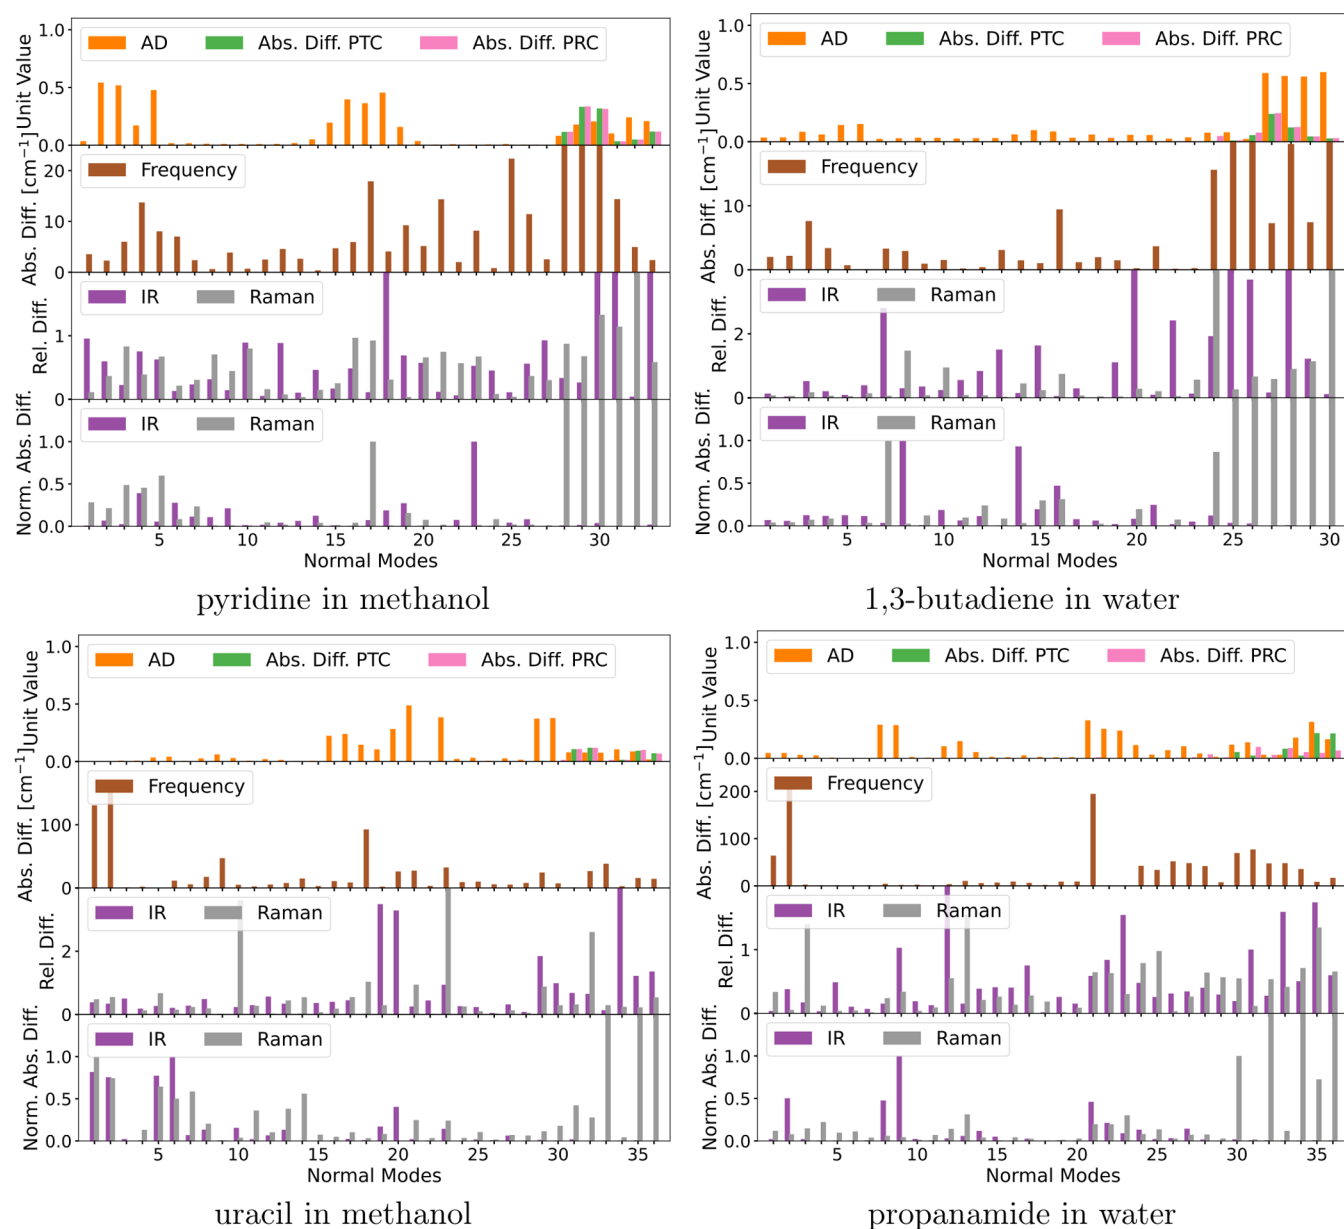 1.0
AD
Abs. Diff. PTC
Abs. Diff. PRC
0.5
0.0
Unit Value
20
Frequency
10
0
Abs. Diff. [cm⁻¹]
IR
Raman
1
Rel. Diff.
IR
Raman
1.0
0.5
0.0
Norm. Abs. Diff.
5
10
15
20
25
30
Normal Modes
pyridine in methanol
1.0
AD
Abs. Diff. PTC
Abs. Diff. PRC
0.5
0.0
Unit Value
Frequency
10
0
Abs. Diff. [cm⁻¹]
IR
Raman
2
0
Rel. Diff.
IR
Raman
1.0
0.5
0.0
Norm. Abs. Diff.
5
10
15
20
25
30
Normal Modes
1,3-butadiene in water
1.0
AD
Abs. Diff. PTC
Abs. Diff. PRC
0.5
0.0
Unit Value
Frequency
100
0
Abs. Diff. [cm⁻¹]
IR
Raman
2
0
Rel. Diff.
IR
Raman
1.0
0.5
0.0
Norm. Abs. Diff.
5
10
15
20
25
30
35
Normal Modes
uracil in methanol
1.0
AD
Abs. Diff. PTC
Abs. Diff. PRC
0.5
0.0
Unit Value
200
Frequency
100
0
Abs. Diff. [cm⁻¹]
IR
Raman
1
0
Rel. Diff.
IR
Raman
1.0
0.5
0.0
Norm. Abs. Diff.
5
10
15
20
25
30
35
Normal Modes
propanamide in water